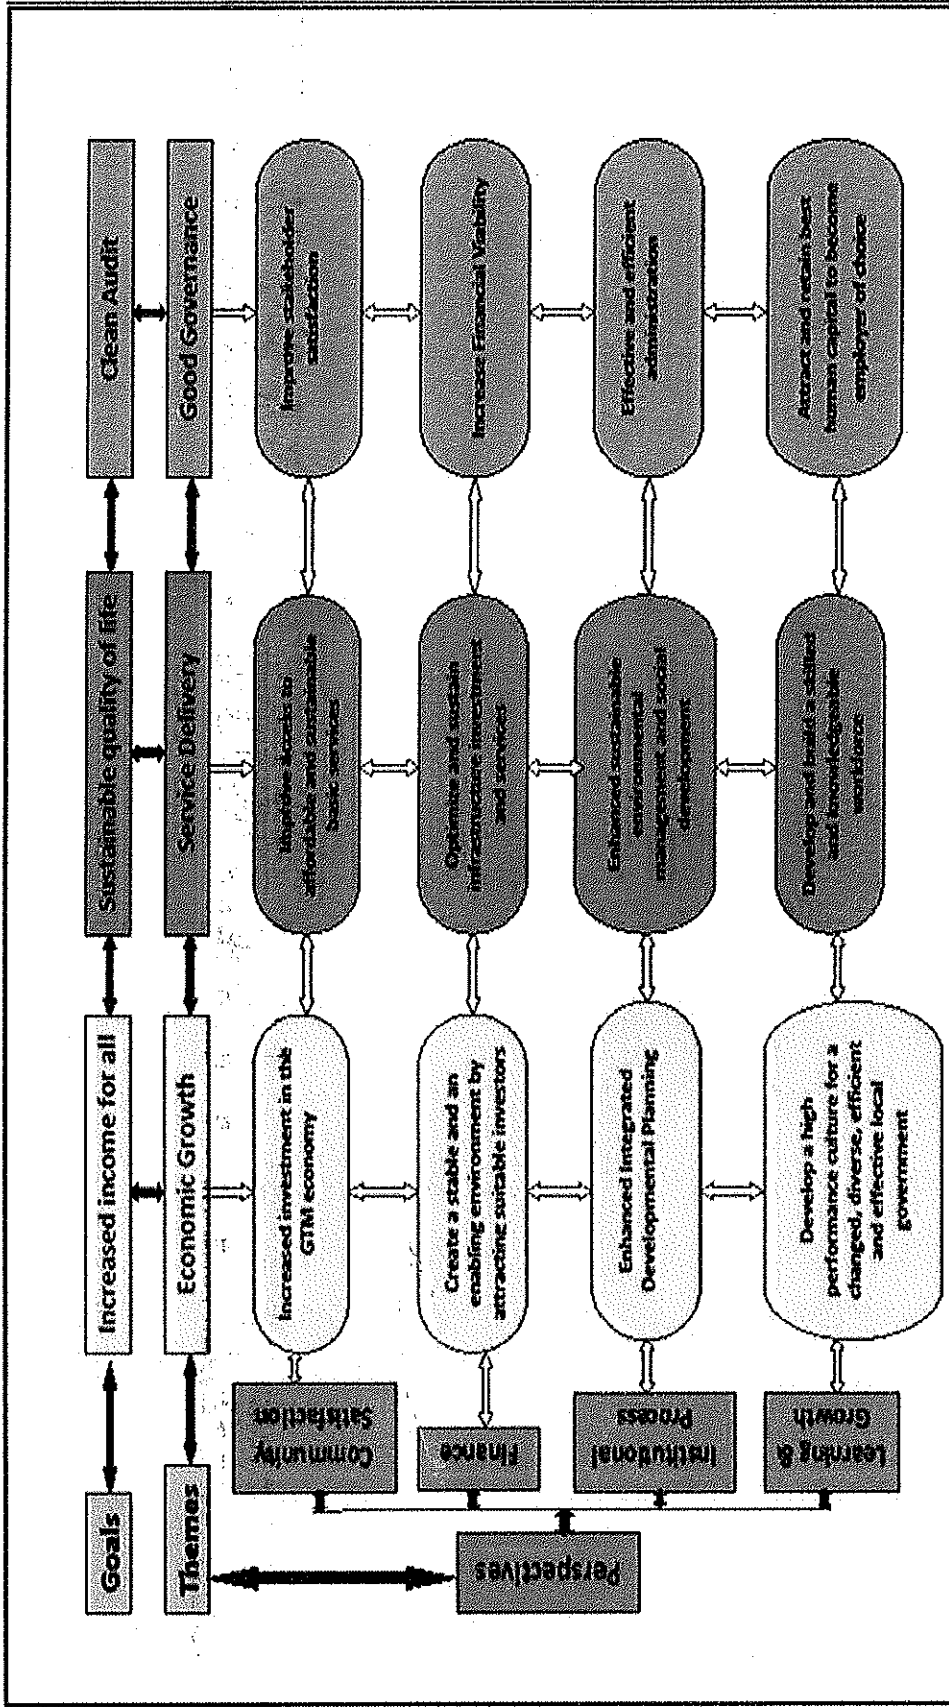 Goals
Increased income for all
Sustainable quality of life
Clean Audit
Themes
Economic Growth
Service Delivery
Good Governance
Perspectives
Community
Satisfaction
Increased investment in the
GTM economy
Improve Access to
affordable and sustainable
basic services
Improve stakeholder
satisfaction
Finance
Create a stable and an
enabling environment by
attracting suitable investors
Optimize and sustain
infrastructure investment
and services
Increase Financial Viability
Institutional
Process
Enhanced Integrated
Developmental Planning
Enhanced sustainable
environmental
management and social
development
Effective and efficient
administration
Learning &
Growth
Develop a high
performance culture for a
changed, diverse, efficient
and effective local
government
Develop and build a skilled
and knowledgeable
workforce
Attract and retain best
human capital to become
employer of choice